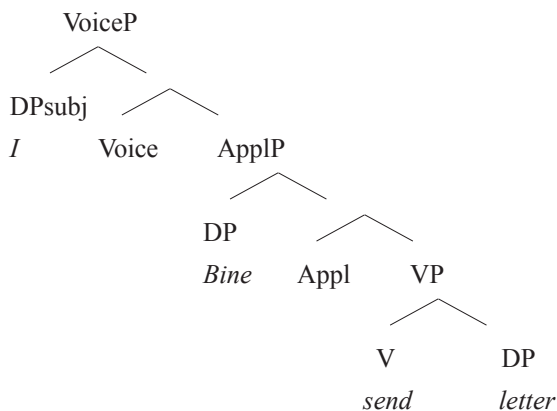 VoiceP
DPsubj
I Voice ApplP
DP
Bine Appl VP
V DP
send letter